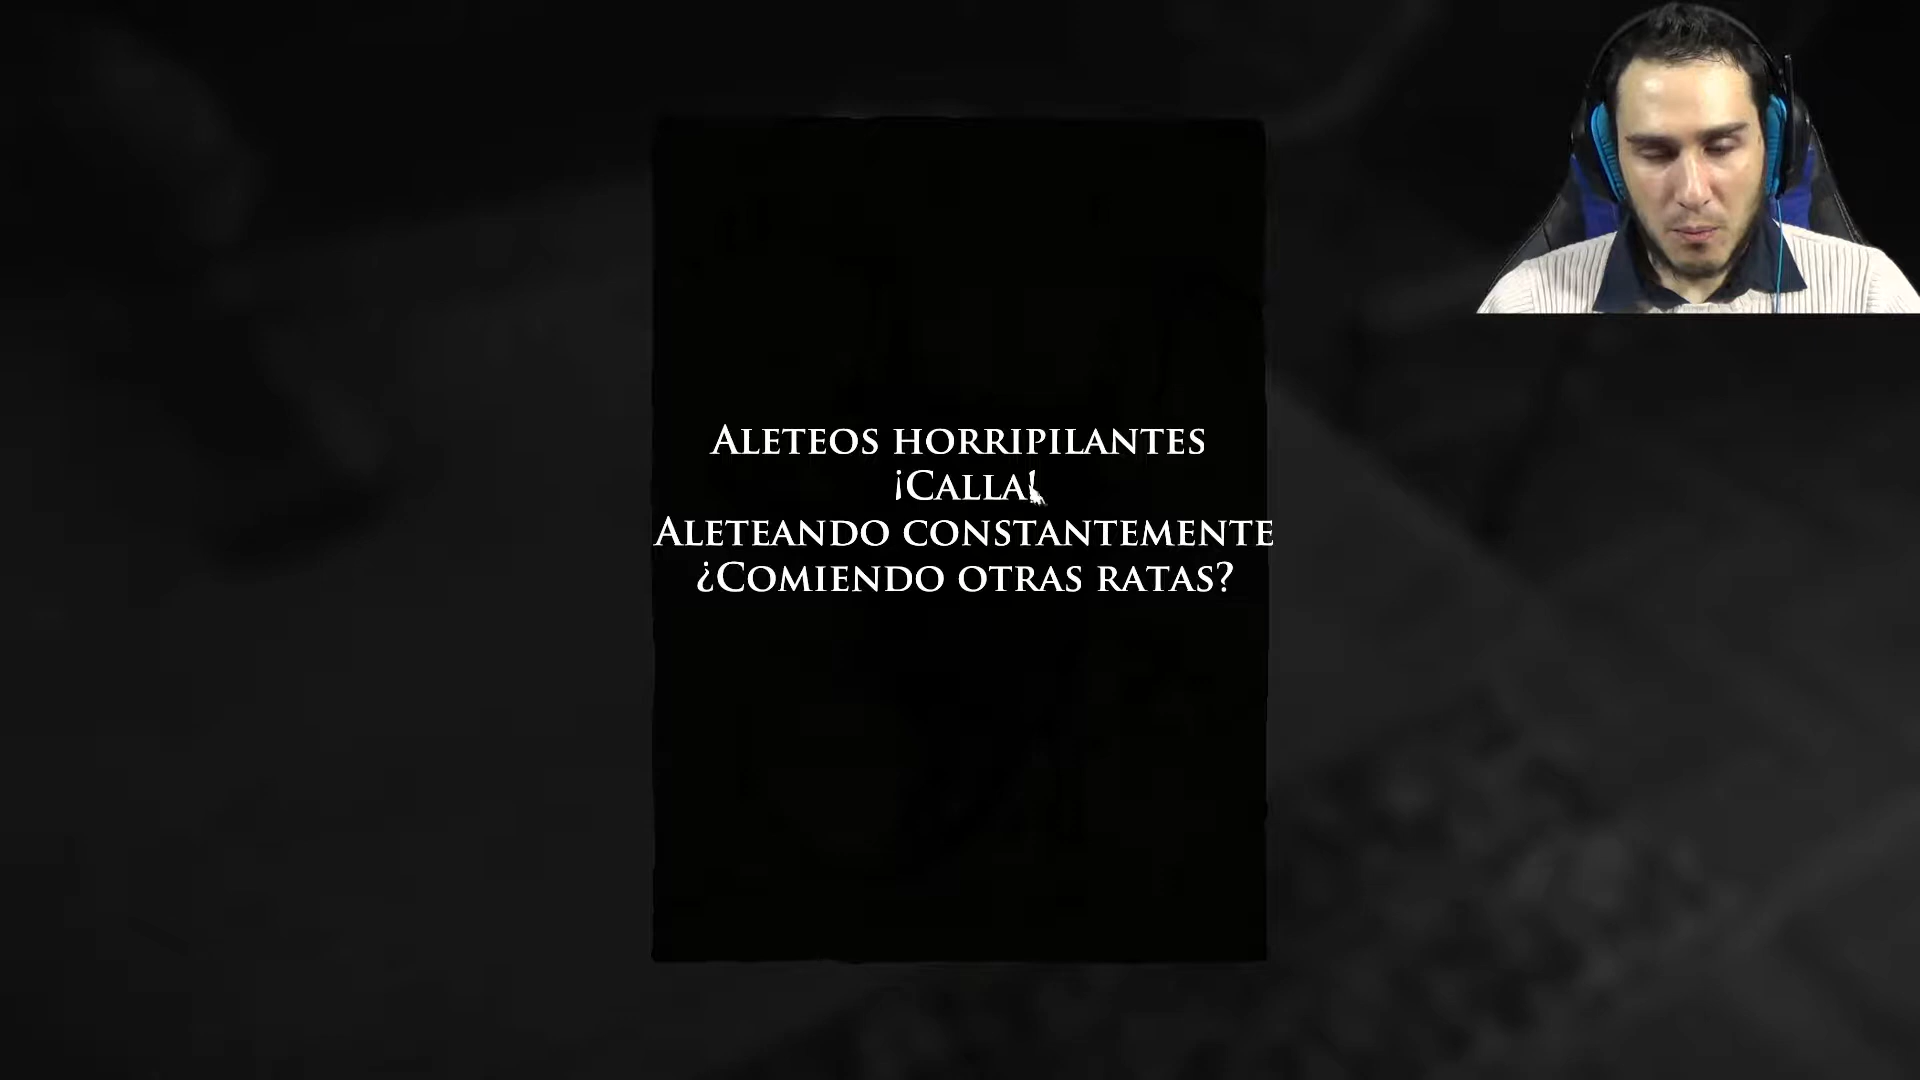 Aleteos horripilantes
¡Calla!
Aleteando constantemente
¿Comiendo otras ratas?